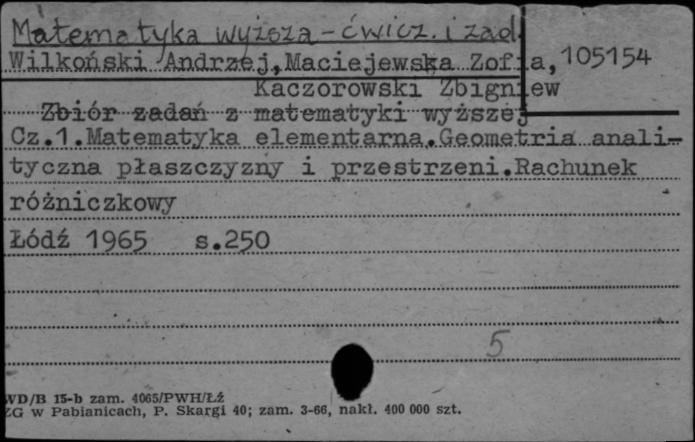 Matematyka wyższa - ćwicz. i zad.
Wilkoński Andrzej,Maciejewska Zofia, 105154
Kaczorowski Zbigniew
Zbiór zadań z matematyki wyższej
Cz.1.Matematyka elementarna.Geometria anali-
tyczna płaszczyzny i przestrzeni.Rachunek
różniczkowy
Łódź 1965 s.250
5
WD/B 15-b zam. 4065/PWH/Łź
ZG w Pabianicach, P. Skargi 40; zam. 3-66, nakł. 400 000 szt.